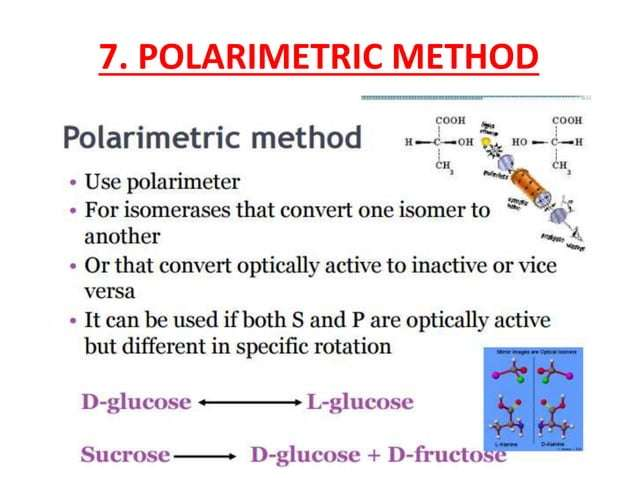 7. POLARIMETRIC METHOD
Polarimetric method
COOH COOH
H C OH HO C H
CH3 CH3
• Use polarimeter
• For isomerases that convert one isomer to
another
• Or that convert optically active to inactive or vice
versa
• It can be used if both S and P are optically active
but different in specific rotation
Mirror images are Optical Isomers
L-Alanine D-Alanine
D-glucose L-glucose
Sucrose D-glucose + D-fructose